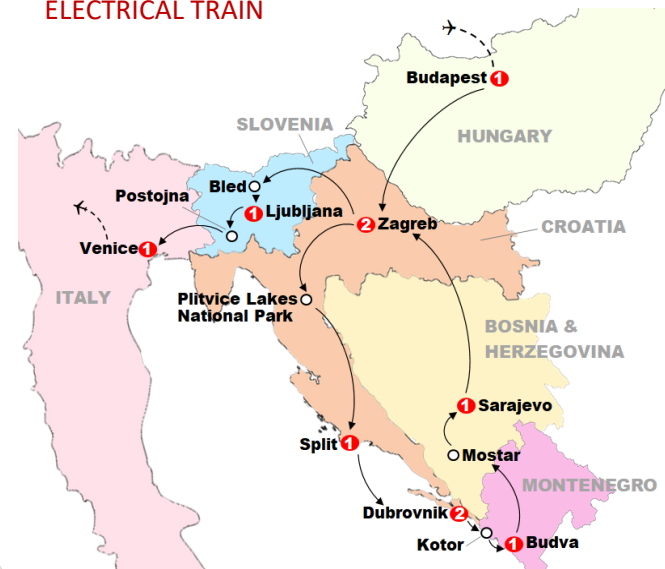 ELECTRICAL TRAIN
Budapest 1
HUNGARY
SLOVENIA
Bled
Postojna
1 Ljubljana
2 Zagreb
CROATIA
Venice 1
ITALY
Plitvice Lakes
National Park
BOSNIA &
HERZEGOVINA
1 Sarajevo
Split 1
Mostar
MONTENEGRO
Dubrovnik 2
Kotor
1 Budva